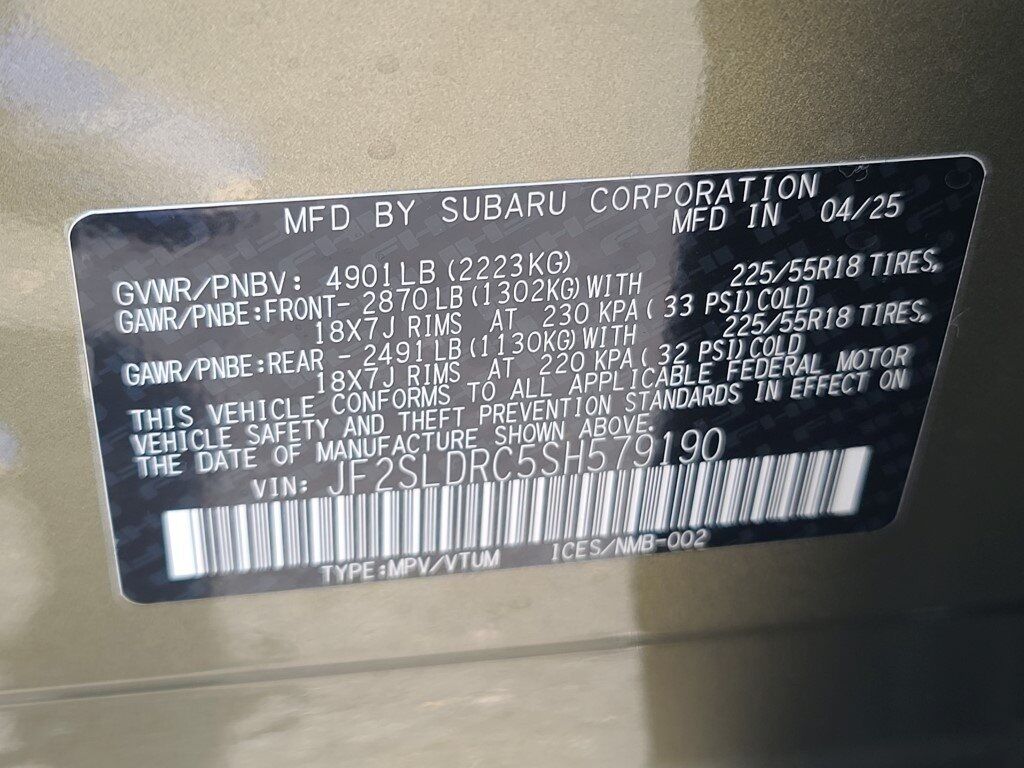 MFD BY SUBARU CORPORATION
MFD IN 04/25
GVWR/PNBV: 4901LB(2223KG)
GAWR/PNBE:FRONT- 2870LB(1302KG)WITH 225/55R18 TIRES,
18X7J RIMS AT 230 KPA(33 PSI)COLD
GAWR/PNBE:REAR - 2491LB(1130KG)WITH 225/55R18 TIRES,
18X7J RIMS AT 220 KPA(32 PSI)COLD
THIS VEHICLE CONFORMS TO ALL APPLICABLE FEDERAL MOTOR
VEHICLE SAFETY AND THEFT PREVENTION STANDARDS IN EFFECT ON
THE DATE OF MANUFACTURE SHOWN ABOVE.
VIN: JF2SLDRC5SH579190
TYPE:MPV/VTUM ICES/NMB-002